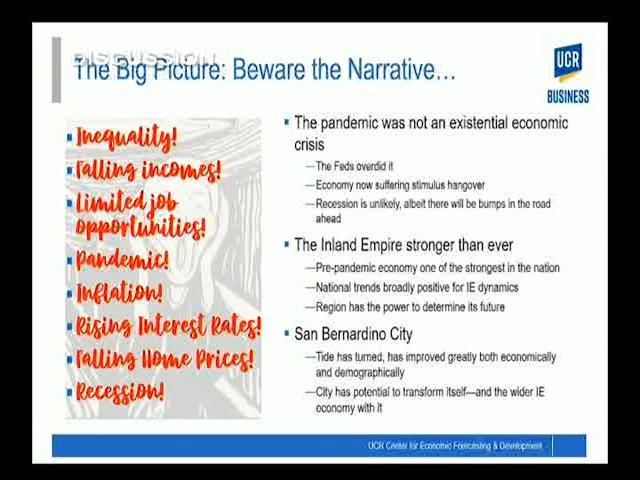 DISCUSSION
The Big Picture: Beware the Narrative…
UCR
BUSINESS
Inequality!
Falling incomes!
Limited job
opportunities!
Pandemic!
Inflation!
Rising Interest Rates!
Falling Home Prices!
Recession!
The pandemic was not an existential economic
crisis
—The Feds overdid it
—Economy now suffering stimulus hangover
—Recession is unlikely, albeit there will be bumps in the road
ahead
The Inland Empire stronger than ever
—Pre-pandemic economy one of the strongest in the nation
—National trends broadly positive for IE dynamics
—Region has the power to determine its future
San Bernardino City
—Tide has turned, has improved greatly both economically
and demographically
—City has potential to transform itself—and the wider IE
economy with it
UCR Center for Economic Forecasting & Development